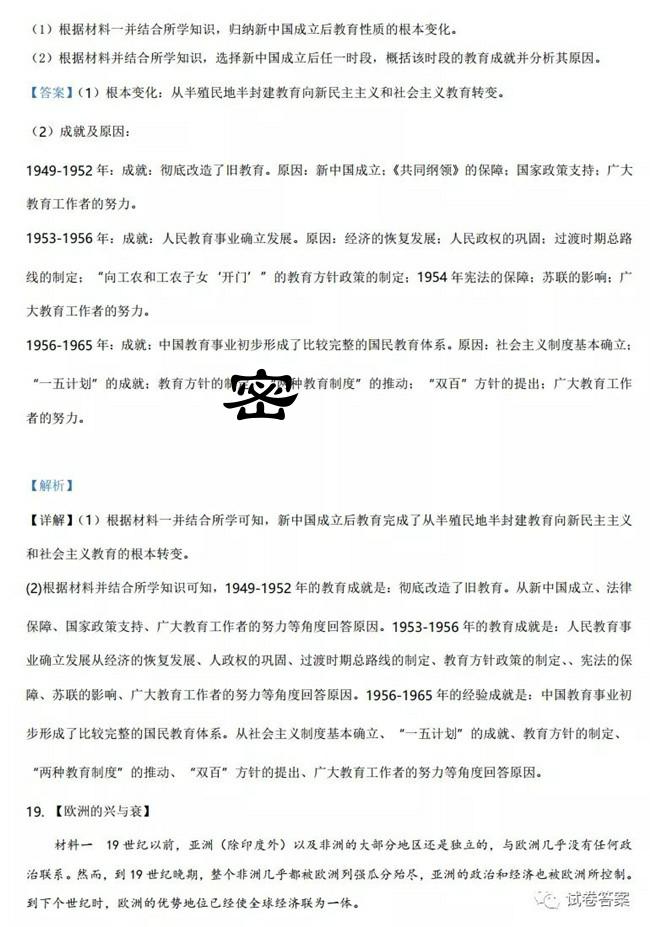 （1）根据材料一并结合所学知识，归纳新中国成立后教育性质的根本变化。
（2）根据材料并结合所学知识，选择新中国成立后任一时段，概括该时段的教育成就并分析其原因。
【答案】（1）根本变化：从半殖民地半封建教育向新民主主义和社会主义教育转变。
（2）成就及原因：
1949-1952 年：成就：彻底改造了旧教育。原因：新中国成立；《共同纲领》的保障；国家政策支持；广大
教育工作者的努力。
1953-1956 年：成就：人民教育事业确立发展。原因：经济的恢复发展；人民政权的巩固；过渡时期总路
线的制定；“向工农和工农子女‘开门’”的教育方针政策的制定；1954 年宪法的保障；苏联的影响；广
大教育工作者的努力。
1956-1965 年：成就：中国教育事业初步形成了比较完整的国民教育体系。原因：社会主义制度基本确立；
“一五计划”的成就；教育方针的制 密 种教育制度”的推动；“双百”方针的提出；广大教育工作
者的努力。
【解析】
【详解】（1）根据材料一并结合所学可知，新中国成立后教育完成了从半殖民地半封建教育向新民主主义
和社会主义教育的根本转变。
(2)根据材料并结合所学知识可知，1949-1952 年的教育成就是：彻底改造了旧教育。从新中国成立、法律
保障、国家政策支持、广大教育工作者的努力等角度回答原因。1953-1956 年的教育成就是：人民教育事
业确立发展从经济的恢复发展、人政权的巩固、过渡时期总路线的制定、教育方针政策的制定、、宪法的保
障、苏联的影响、广大教育工作者的努力等角度回答原因。1956-1965 年的经验成就是：中国教育事业初
步形成了比较完整的国民教育体系。从社会主义制度基本确立、“一五计划”的成就、教育方针的制定、
“两种教育制度”的推动、“双百”方针的提出、广大教育工作者的努力等角度回答原因。
19. 【欧洲的兴与衰】
材料一 19 世纪以前，亚洲（除印度外）以及非洲的大部分地区还是独立的，与欧洲几乎没有任何政
治联系。然而，到 19 世纪晚期，整个非洲几乎都被欧洲列强瓜分殆尽，亚洲的政治和经济也被欧洲所控制。
到下个世纪时，欧洲的优势地位已经使全球经济联为一体。
试卷答案